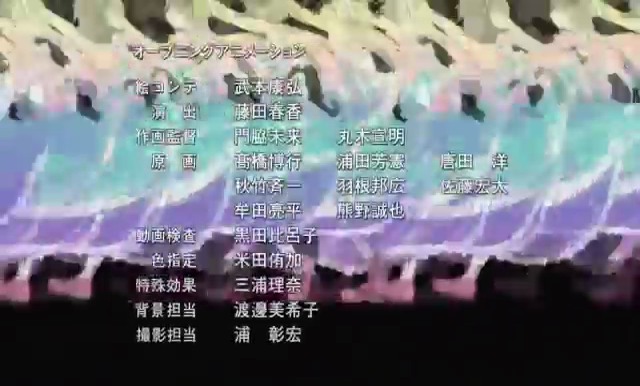 オープニングアニメーション
絵コンテ 武本康弘
演 出 藤田春香
作画監督 門脇未来 丸木宣明
原 画 髙橋博行 浦田芳憲 唐田 洋
秋竹斉一 羽根邦広 佐藤宏太
牟田亮平 熊野誠也
動画検査 黒田比呂子
色指定 米田侑加
特殊効果 三浦理奈
背景担当 渡邊美希子
撮影担当 浦 彰宏